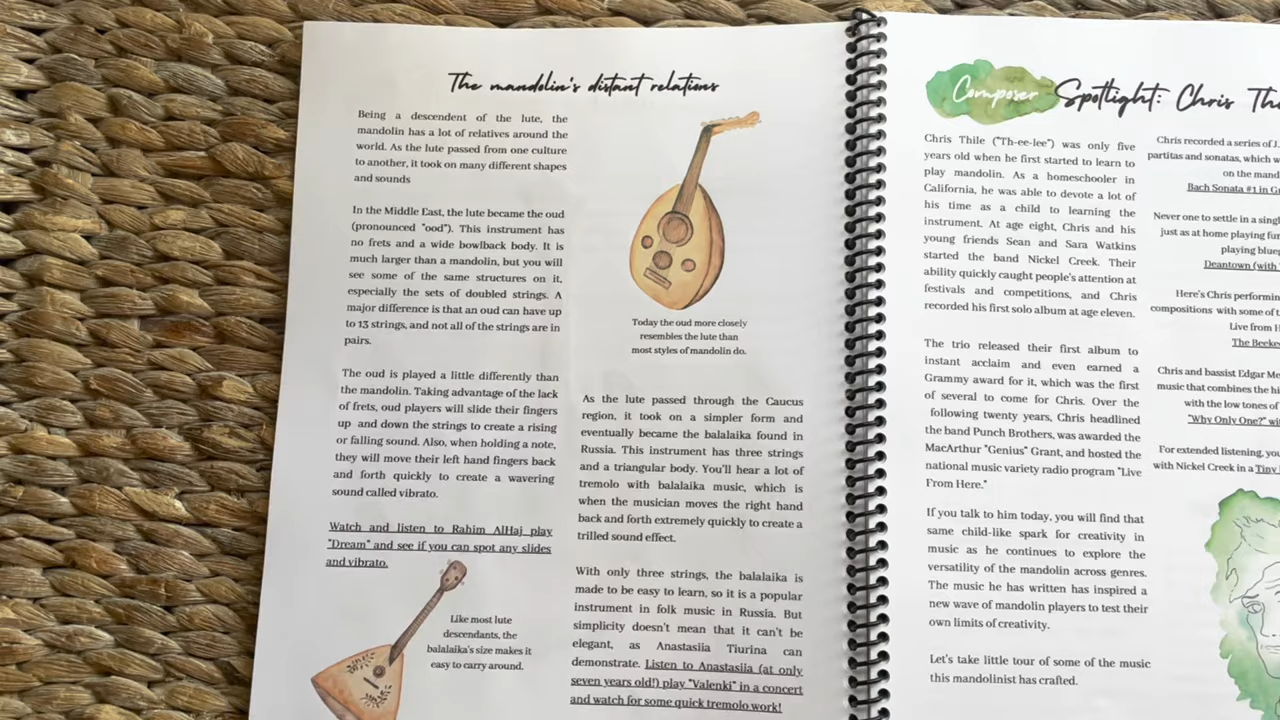 The mandolin's distant relations
Being a descendent of the lute, the
mandolin has a lot of relatives around the
world. As the lute passed from one culture
to another, it took on many different shapes
and sounds
In the Middle East, the lute became the oud
(pronounced "ood"). This instrument has
no frets and a wide bowlback body. It is
much larger than a mandolin, but you will
see some of the same structures on it,
especially the sets of doubled strings. A
major difference is that an oud can have up
to 13 strings, and not all of the strings are in
pairs.
The oud is played a little differently than
the mandolin. Taking advantage of the lack
of frets, oud players will slide their fingers
up and down the strings to create a rising
or falling sound. Also, when holding a note,
they will move their left hand fingers back
and forth quickly to create a wavering
sound called vibrato.
Watch and listen to Rahim AlHaj play
"Dream" and see if you can spot any slides
and vibrato.
Like most lute
descendants, the
balalaika's size makes it
easy to carry around.
Today the oud more closely
resembles the lute than
most styles of mandolin do.
As the lute passed through the Caucus
region, it took on a simpler form and
eventually became the balalaika found in
Russia. This instrument has three strings
and a triangular body. You'll hear a lot of
tremolo with balalaika music, which is
when the musician moves the right hand
back and forth extremely quickly to create a
trilled sound effect.
With only three strings, the balalaika is
made to be easy to learn, so it is a popular
instrument in folk music in Russia. But
simplicity doesn't mean that it can't be
elegant, as Anastasiia Tiurina can
demonstrate. Listen to Anastasiia (at only
seven years old!) play "Valenki" in a concert
and watch for some quick tremolo work!
Composer Spotlight: Chris
Chris Thile ("Th-ee-lee") was only five
years old when he first started to learn to
play mandolin. As a homeschooler in
California, he was able to devote a lot of
his time as a child to learning the
instrument. At age eight, Chris and his
young friends Sean and Sara Watkins
started the band Nickel Creek. Their
ability quickly caught people's attention at
festivals and competitions, and Chris
recorded his first solo album at age eleven.
The trio released their first album to
instant acclaim and even earned a
Grammy award for it, which was the first
of several to come for Chris. Over the
following twenty years, Chris headlined
the band Punch Brothers, was awarded the
MacArthur "Genius" Grant, and hosted the
national music variety radio program "Live
From Here."
If you talk to him today, you will find that
same child-like spark for creativity in
music as he continues to explore the
versatility of the mandolin across genres.
The music he has written has inspired a
new wave of mandolin players to test their
own limits of creativity.
Let's take little tour of some of the music
this mandolinist has crafted.
Chris recorded a series of J.
partitas and sonatas, which
on the
Bach Sonata #1 in
Never one to settle in a
just as at home playing
playing
Deantown (with
Here's Chris
compositions with some of
Live from
The
Chris and bassist Edgar
music that combines the
with the low tones of
"Why Only One?"
For extended listening,
with Nickel Creek in a Tiny